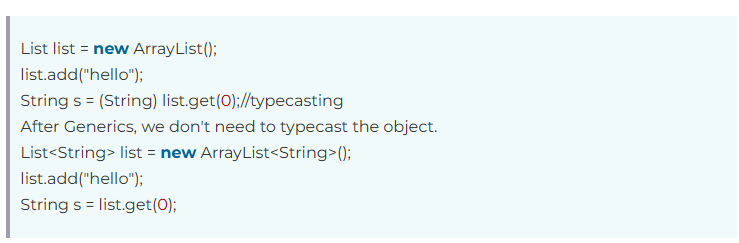 List list = new ArrayList();
list.add("hello");
String s = (String) list.get(0);//typecasting
After Generics, we don't need to typecast the object.
List<String> list = new ArrayList<String>();
list.add("hello");
String s = list.get(0);